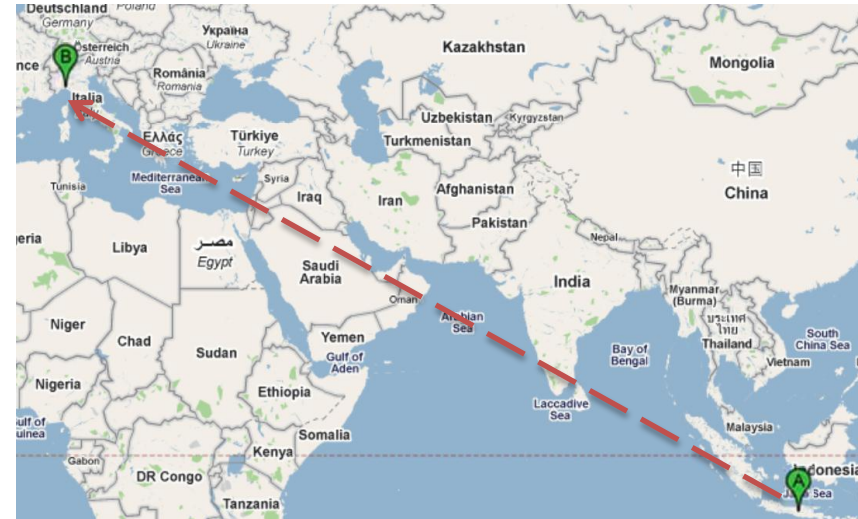 Deutschland
Germany
Poland
Україна
Ukraine
Österreich
Austria
B
România
Romania
Italia
Italy
Ελλάς
Greece
Türkiye
Turkey
Mediterranean
Sea
Tunisia
Syria
Iraq
Iran
Kazakhstan
Uzbekistan
Kyrgyzstan
Turkmenistan
Afghanistan
Pakistan
Mongolia
中国
China
Nepal
India
Libya
مصر
Egypt
Saudi
Arabia
Oman
Arabian
Sea
Myanmar
(Burma)
ประเทศ
ไทย
Thailand
Vietnam
South
China Sea
Bay of
Bengal
Niger
Chad
Sudan
Yemen
Gulf of
Aden
Nigeria
Ethiopia
Somalia
Laccadive
Sea
Malaysia
Gabon
DR Congo
Kenya
Tanzania
A
Indonesia
Java Sea